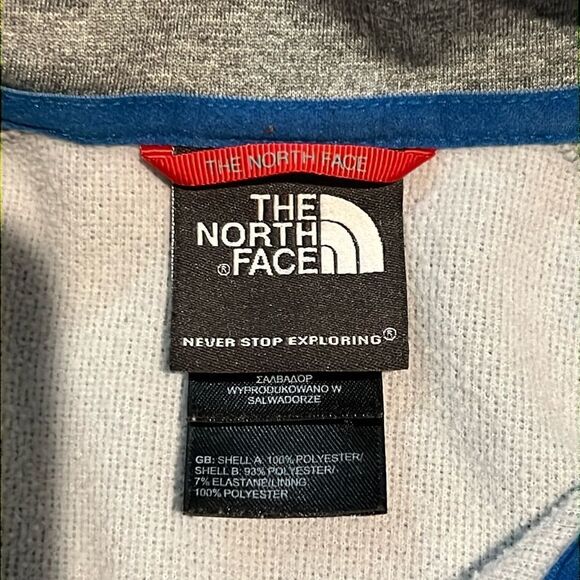 THE NORTH FACE
THE
NORTH
®FACE
NEVER STOP EXPLORING®
ΣΑΛΒΑΔΟΡ
WYPRODUKOWANO W
SALWADORZE
GB: SHELL A: 100% POLYESTER/
SHELL B: 93% POLYESTER/
7% ELASTANE/LINING:
100% POLYESTER